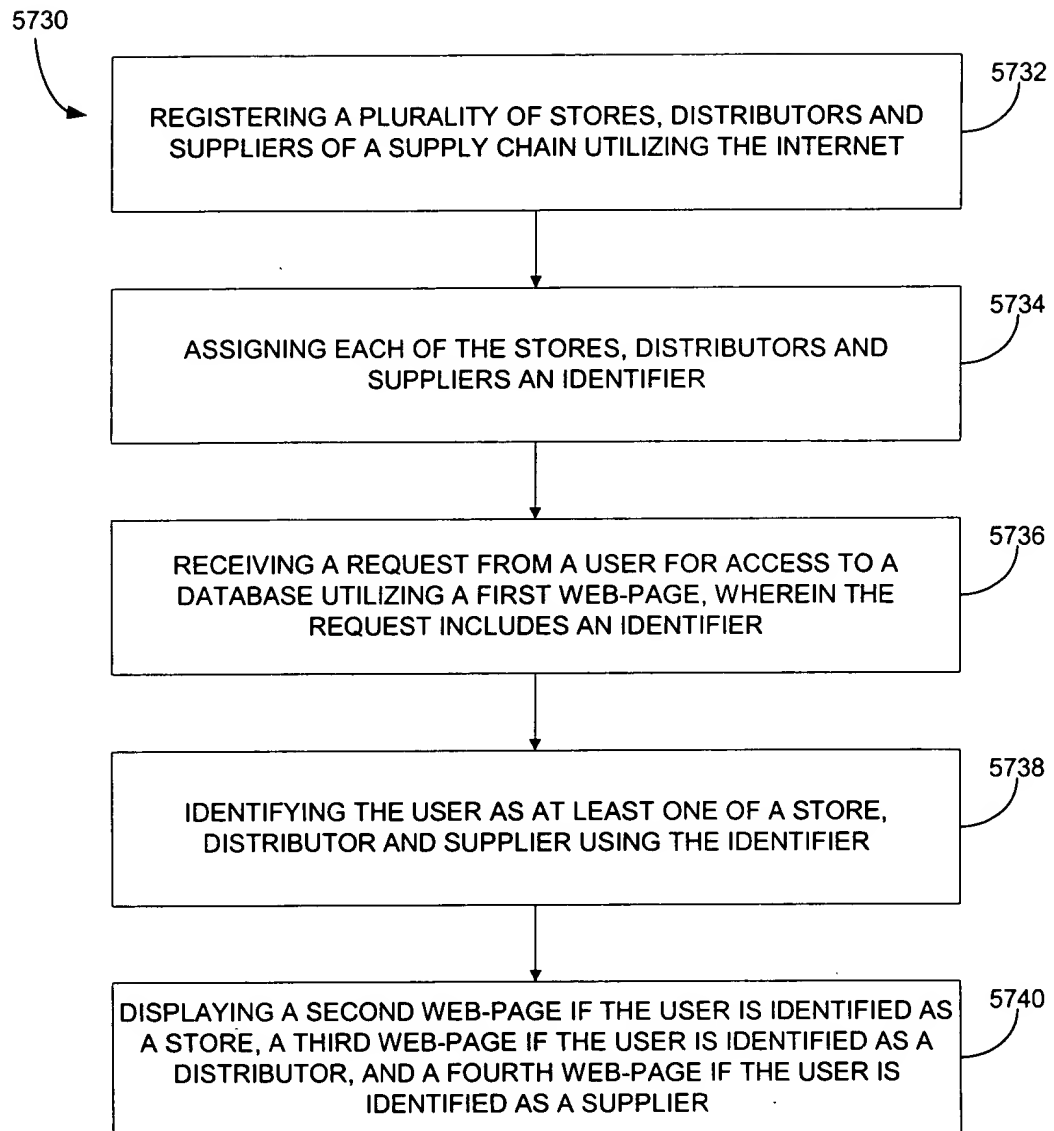 5730
5732
REGISTERING A PLURALITY OF STORES, DISTRIBUTORS AND
SUPPLIERS OF A SUPPLY CHAIN UTILIZING THE INTERNET
5734
ASSIGNING EACH OF THE STORES, DISTRIBUTORS AND
SUPPLIERS AN IDENTIFIER
5736
RECEIVING A REQUEST FROM A USER FOR ACCESS TO A
DATABASE UTILIZING A FIRST WEB-PAGE, WHEREIN THE
REQUEST INCLUDES AN IDENTIFIER
5738
IDENTIFYING THE USER AS AT LEAST ONE OF A STORE,
DISTRIBUTOR AND SUPPLIER USING THE IDENTIFIER
5740
DISPLAYING A SECOND WEB-PAGE IF THE USER IS IDENTIFIED AS
A STORE, A THIRD WEB-PAGE IF THE USER IS IDENTIFIED AS A
DISTRIBUTOR, AND A FOURTH WEB-PAGE IF THE USER IS
IDENTIFIED AS A SUPPLIER